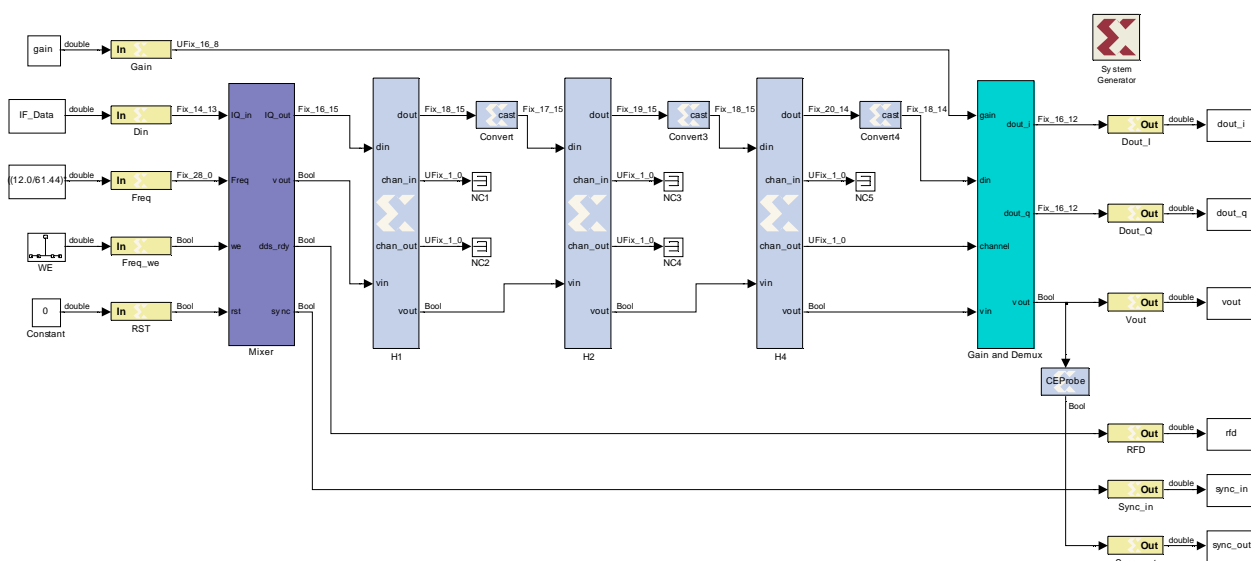 gain
double
In
Gain
UFix_16_8
System
Generator
IF_Data
double
In
Din
Fix_14_13
((12.0/61.44)
double
In
Freq
Fix_28_0
WE
double
In
Freq_we
Bool
0
Constant
double
In
RST
Bool
IQ_in
Freq
we
rst
IQ_out
vout
dds_rdy
sync
Mixer
Fix_16_15
Bool
Bool
Bool
din
vin
dout
chan_in
chan_out
vout
H1
Fix_18_15
cast
Convert
Fix_17_15
UFix_1_0
NC1
UFix_1_0
NC2
Bool
din
vin
dout
chan_in
chan_out
vout
H2
Fix_19_15
cast
Convert3
Fix_18_15
UFix_1_0
NC3
UFix_1_0
NC4
Bool
din
vin
dout
chan_in
chan_out
vout
H4
Fix_20_14
cast
Convert4
Fix_18_14
UFix_1_0
NC5
UFix_1_0
Bool
gain
din
channel
vin
dout_i
dout_q
vout
Gain and Demux
Fix_16_12
Out
Dout_I
double
dout_i
Fix_16_12
Out
Dout_Q
double
dout_q
Bool
Out
Vout
double
vout
CEProbe
Bool
Out
RFD
double
rfd
Out
Sync_in
double
sync_in
Out
double
sync_out